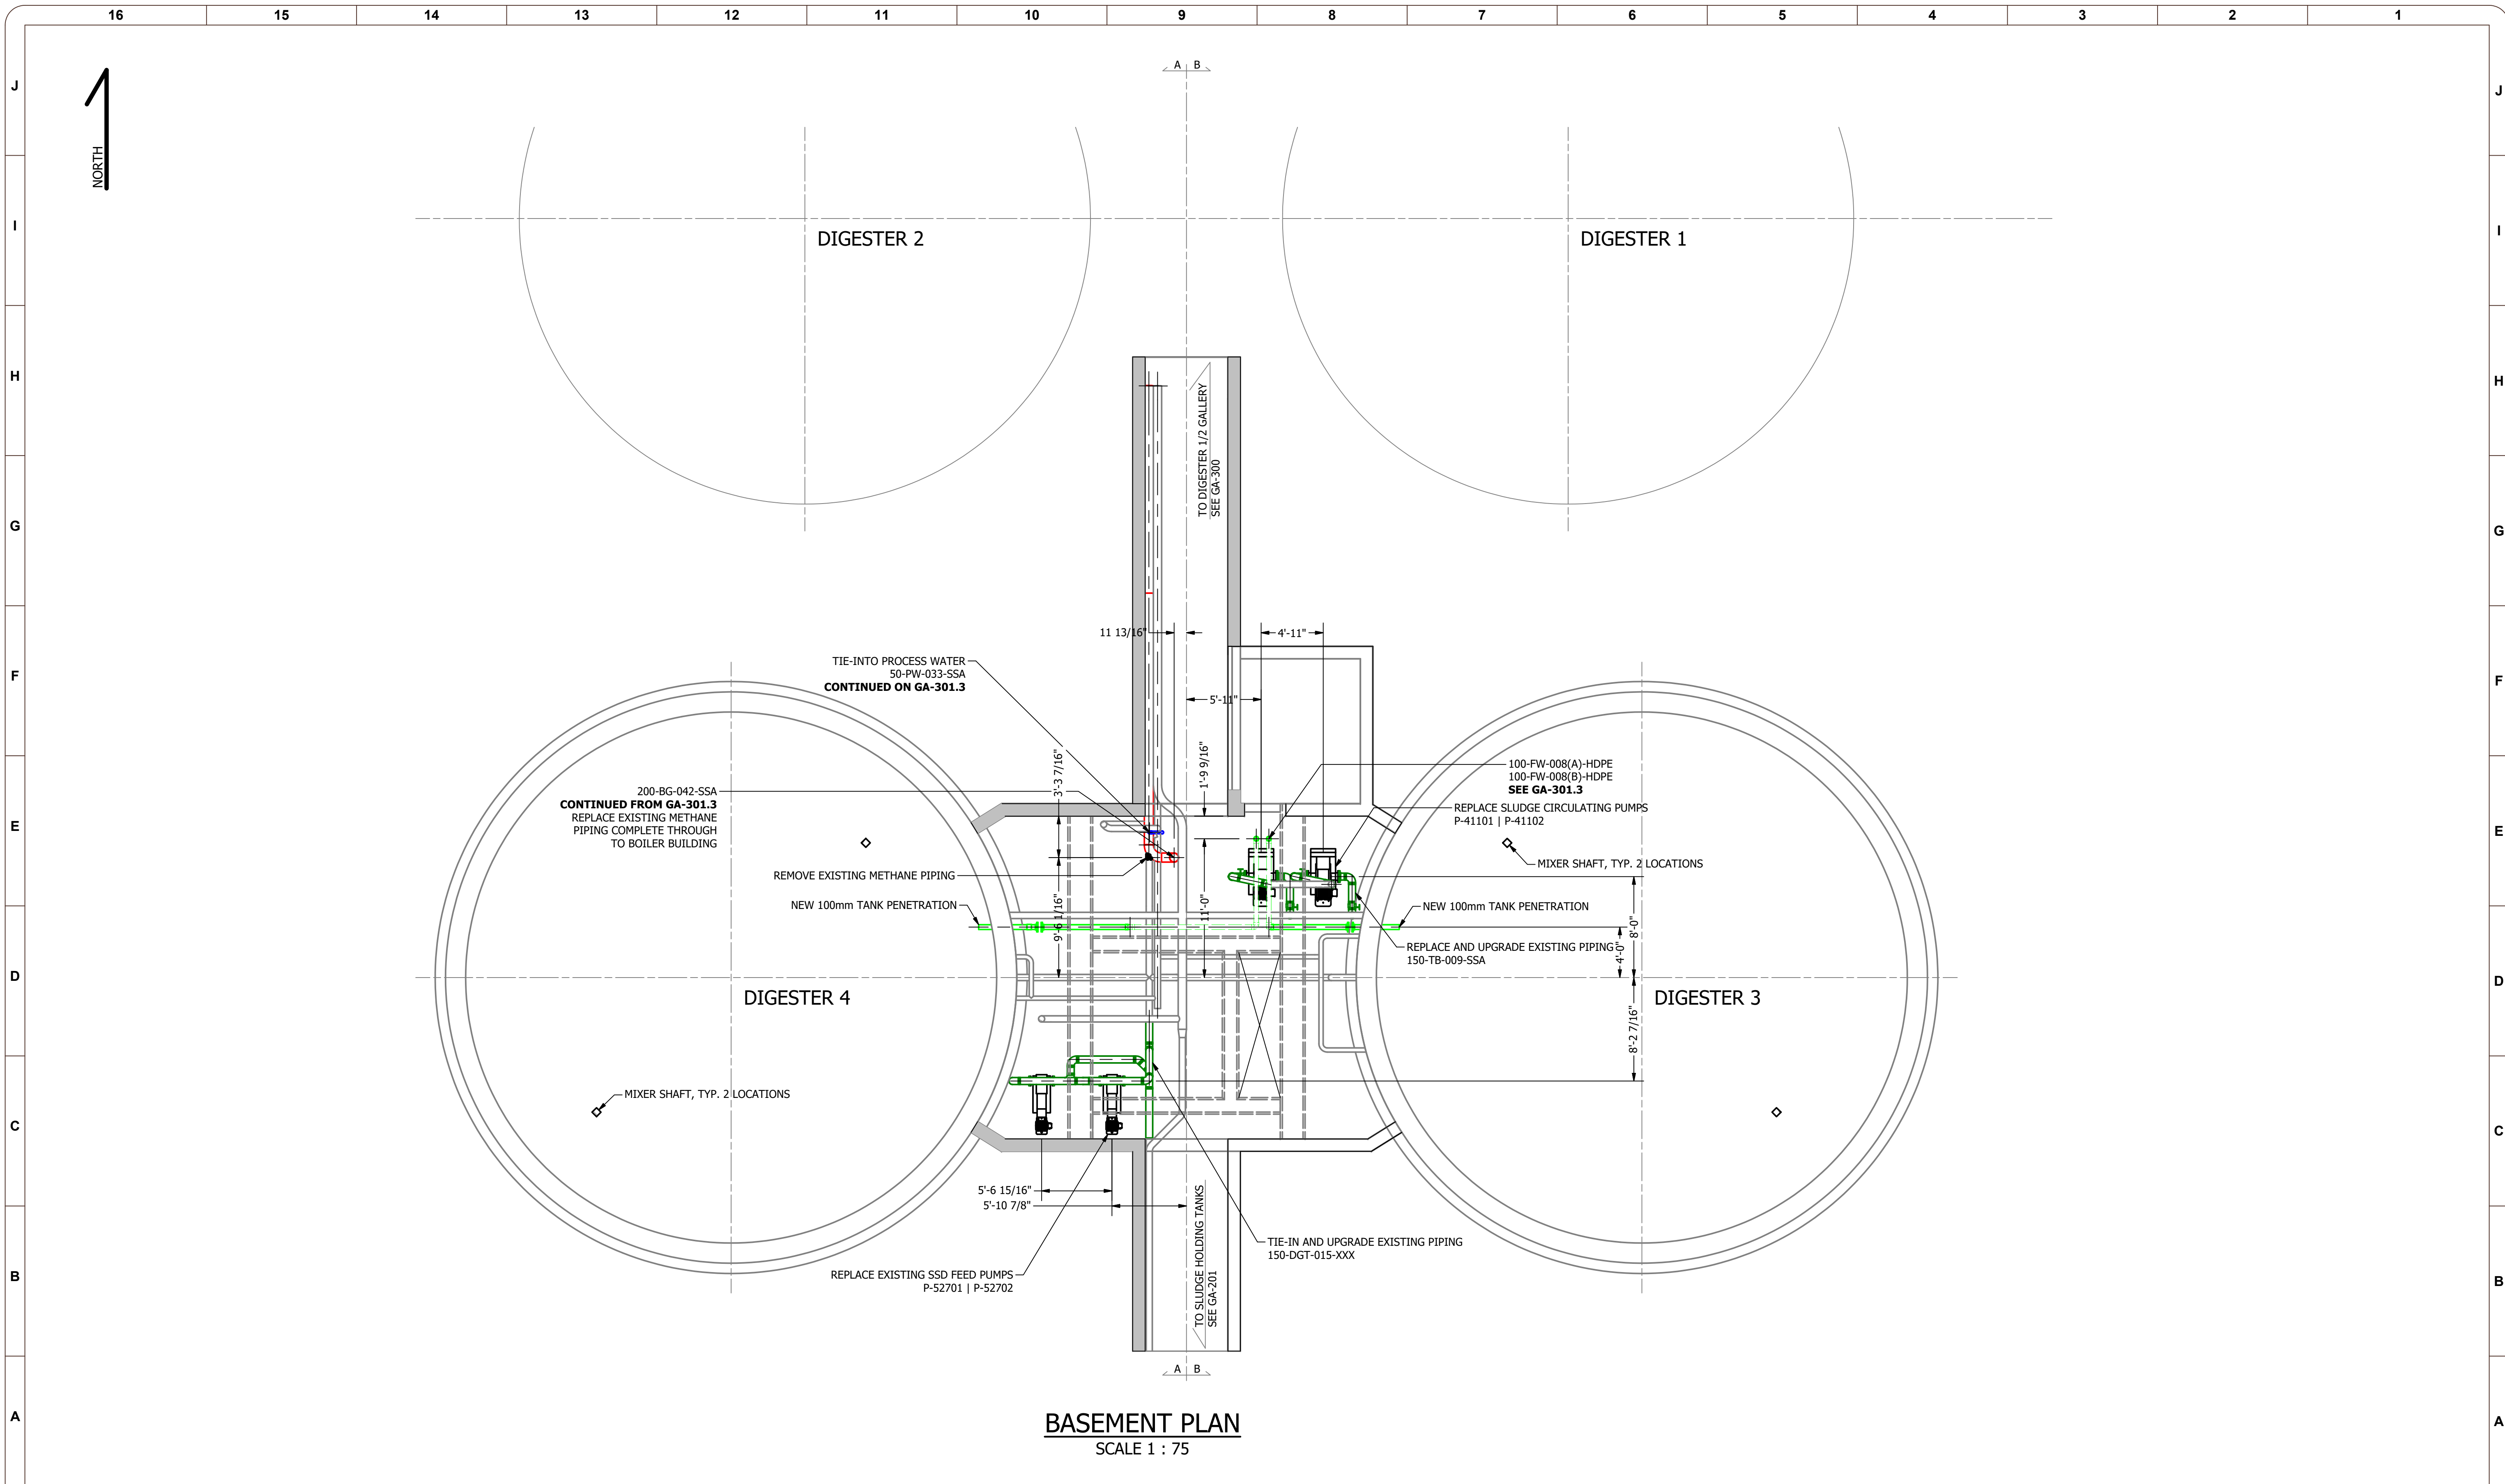 16 15 14 13 12 11 10 9 8 7 6 5 4 3 2 1
J
J
A B
NORTH
I
I
DIGESTER 2
DIGESTER 1
H
H
TO DIGESTER 1/2 GALLERY
SEE GA-300
G
G
11 13/16"
4'-11"
TIE-INTO PROCESS WATER
50-PW-033-SSA
CONTINUED ON GA-301.3
F
F
5'-11"
3'-3 7/16"
1'-9 9/16"
200-BG-042-SSA
CONTINUED FROM GA-301.3
REPLACE EXISTING METHANE
PIPING COMPLETE THROUGH
TO BOILER BUILDING
100-FW-008(A)-HDPE
100-FW-008(B)-HDPE
SEE GA-301.3
REPLACE SLUDGE CIRCULATING PUMPS
P-41101 | P-41102
E
E
MIXER SHAFT, TYP. 2 LOCATIONS
REMOVE EXISTING METHANE PIPING
NEW 100mm TANK PENETRATION
NEW 100mm TANK PENETRATION
9'-6 1/16"
11'-0"
8'-0"
4'-0"
REPLACE AND UPGRADE EXISTING PIPING
150-TB-009-SSA
D
D
DIGESTER 4
DIGESTER 3
8'-2 7/16"
MIXER SHAFT, TYP. 2 LOCATIONS
C
C
5'-6 15/16"
5'-10 7/8"
TO SLUDGE HOLDING TANKS
SEE GA-201
TIE-IN AND UPGRADE EXISTING PIPING
150-DGT-015-XXX
REPLACE EXISTING SSD FEED PUMPS
P-52701 | P-52702
B
B
A B
A
A
BASEMENT PLAN
SCALE 1 : 75